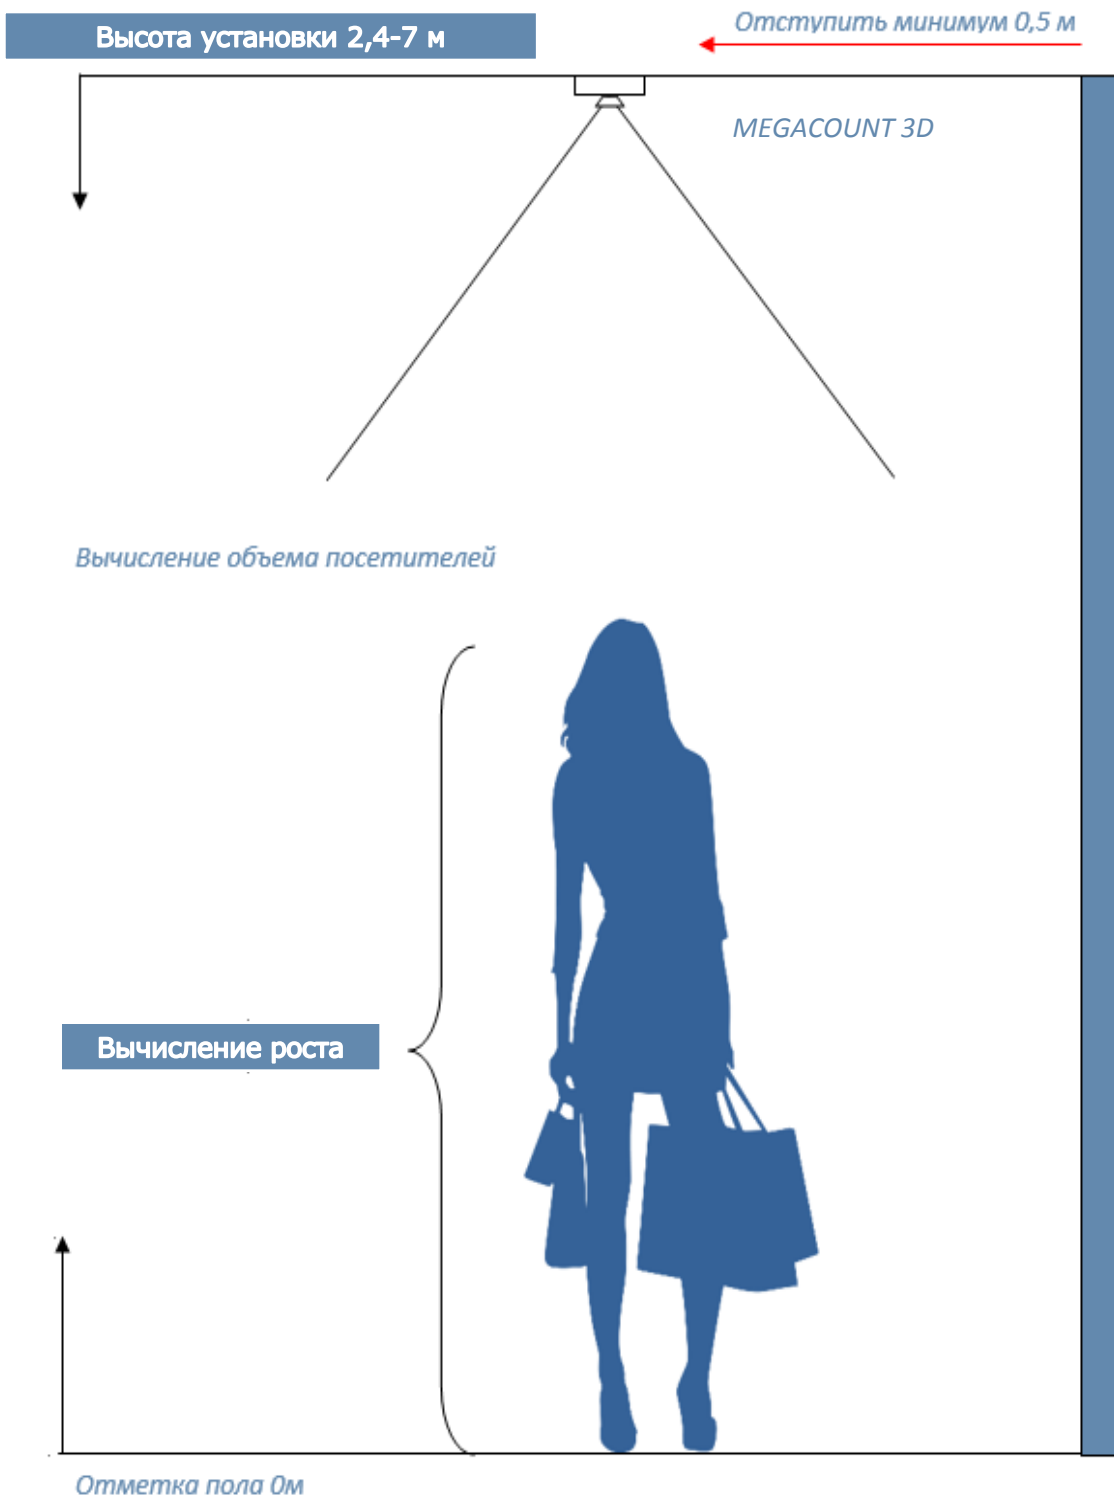 Высота установки 2,4-7 м
Отступить минимум 0,5 м
MEGACOUNT 3D
Вычисление объема посетителей
Вычисление роста
Отметка пола 0м